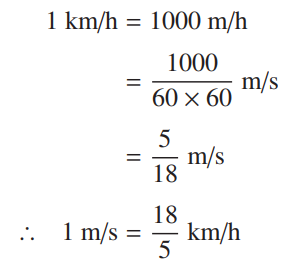 1 km/h = 1000 m/h
= 1000/(60 × 60) m/s
= 5/18 m/s
∴ 1 m/s = 18/5 km/h